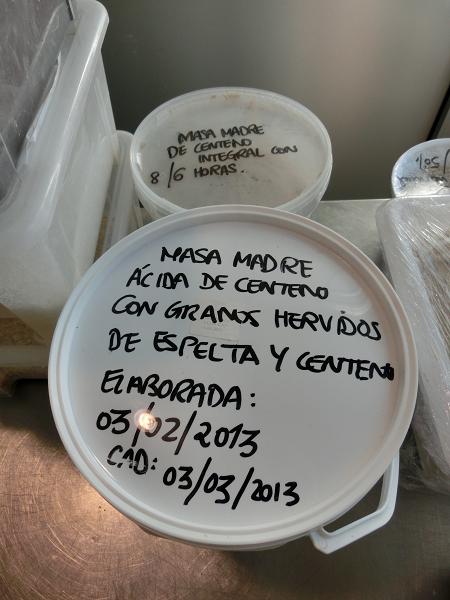 MASA MADRE
DE CENTENO
INTEGRAL CON
8/6 HORAS.
MASA MADRE
ÁCIDA DE CENTENO
CON GRANOS HERVIDOS
DE ESPELTA Y CENTENO
ELABORADA:
03/02/2013
CAD: 03/03/2013